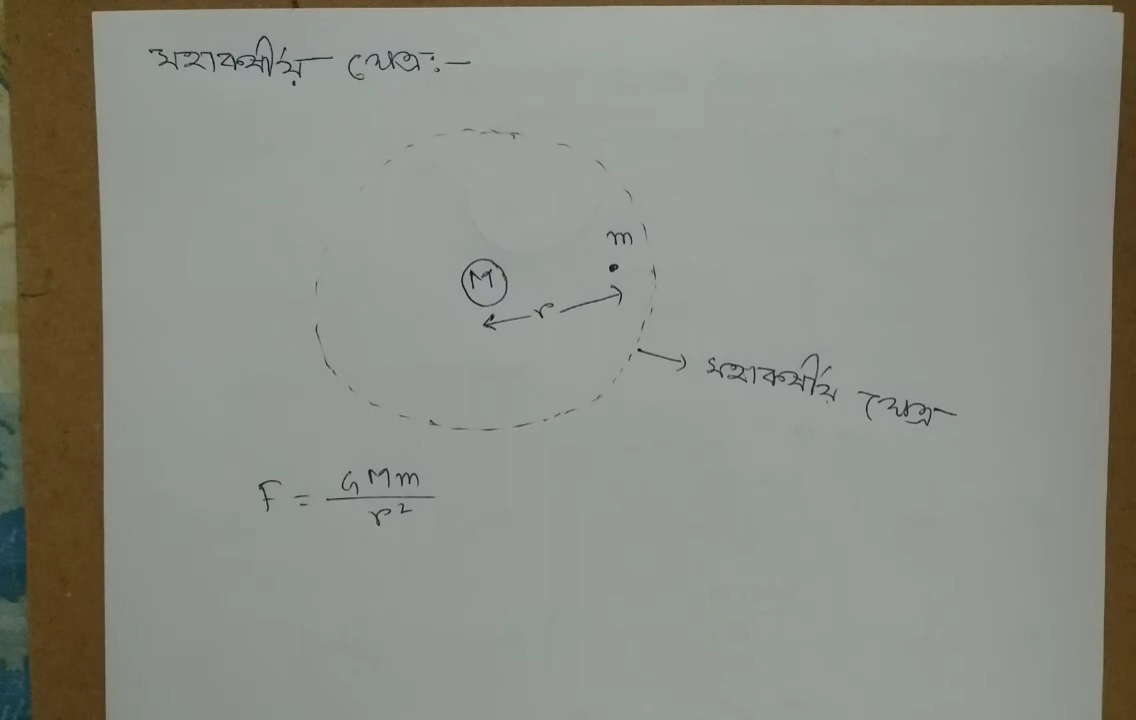 মহাকর্ষীয় ক্ষেত্র:-
m
M
r
মহাকর্ষীয় ক্ষেত্র
F = GMm/r²